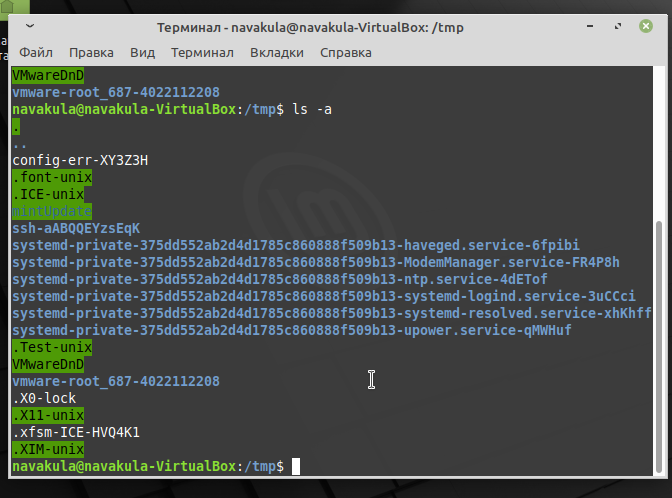 Терминал - navakula@navakula-VirtualBox: /tmp
Файл Правка Вид Терминал Вкладки Справка
VMwareDnD
vmware-root_687-4022112208
navakula@navakula-VirtualBox:/tmp$ ls -a
.
..
config-err-XY3Z3H
.font-unix
.ICE-unix
mintUpdate
ssh-aABQQEYzsEqK
systemd-private-375dd552ab2d4d1785c860888f509b13-haveged.service-6fpibi
systemd-private-375dd552ab2d4d1785c860888f509b13-ModemManager.service-FR4P8h
systemd-private-375dd552ab2d4d1785c860888f509b13-ntp.service-4dETof
systemd-private-375dd552ab2d4d1785c860888f509b13-systemd-logind.service-3uCCci
systemd-private-375dd552ab2d4d1785c860888f509b13-systemd-resolved.service-xhKhff
systemd-private-375dd552ab2d4d1785c860888f509b13-upower.service-qMWHuf
.Test-unix
VMwareDnD
vmware-root_687-4022112208
.X0-lock
.X11-unix
.xfsm-ICE-HVQ4K1
.XIM-unix
navakula@navakula-VirtualBox:/tmp$